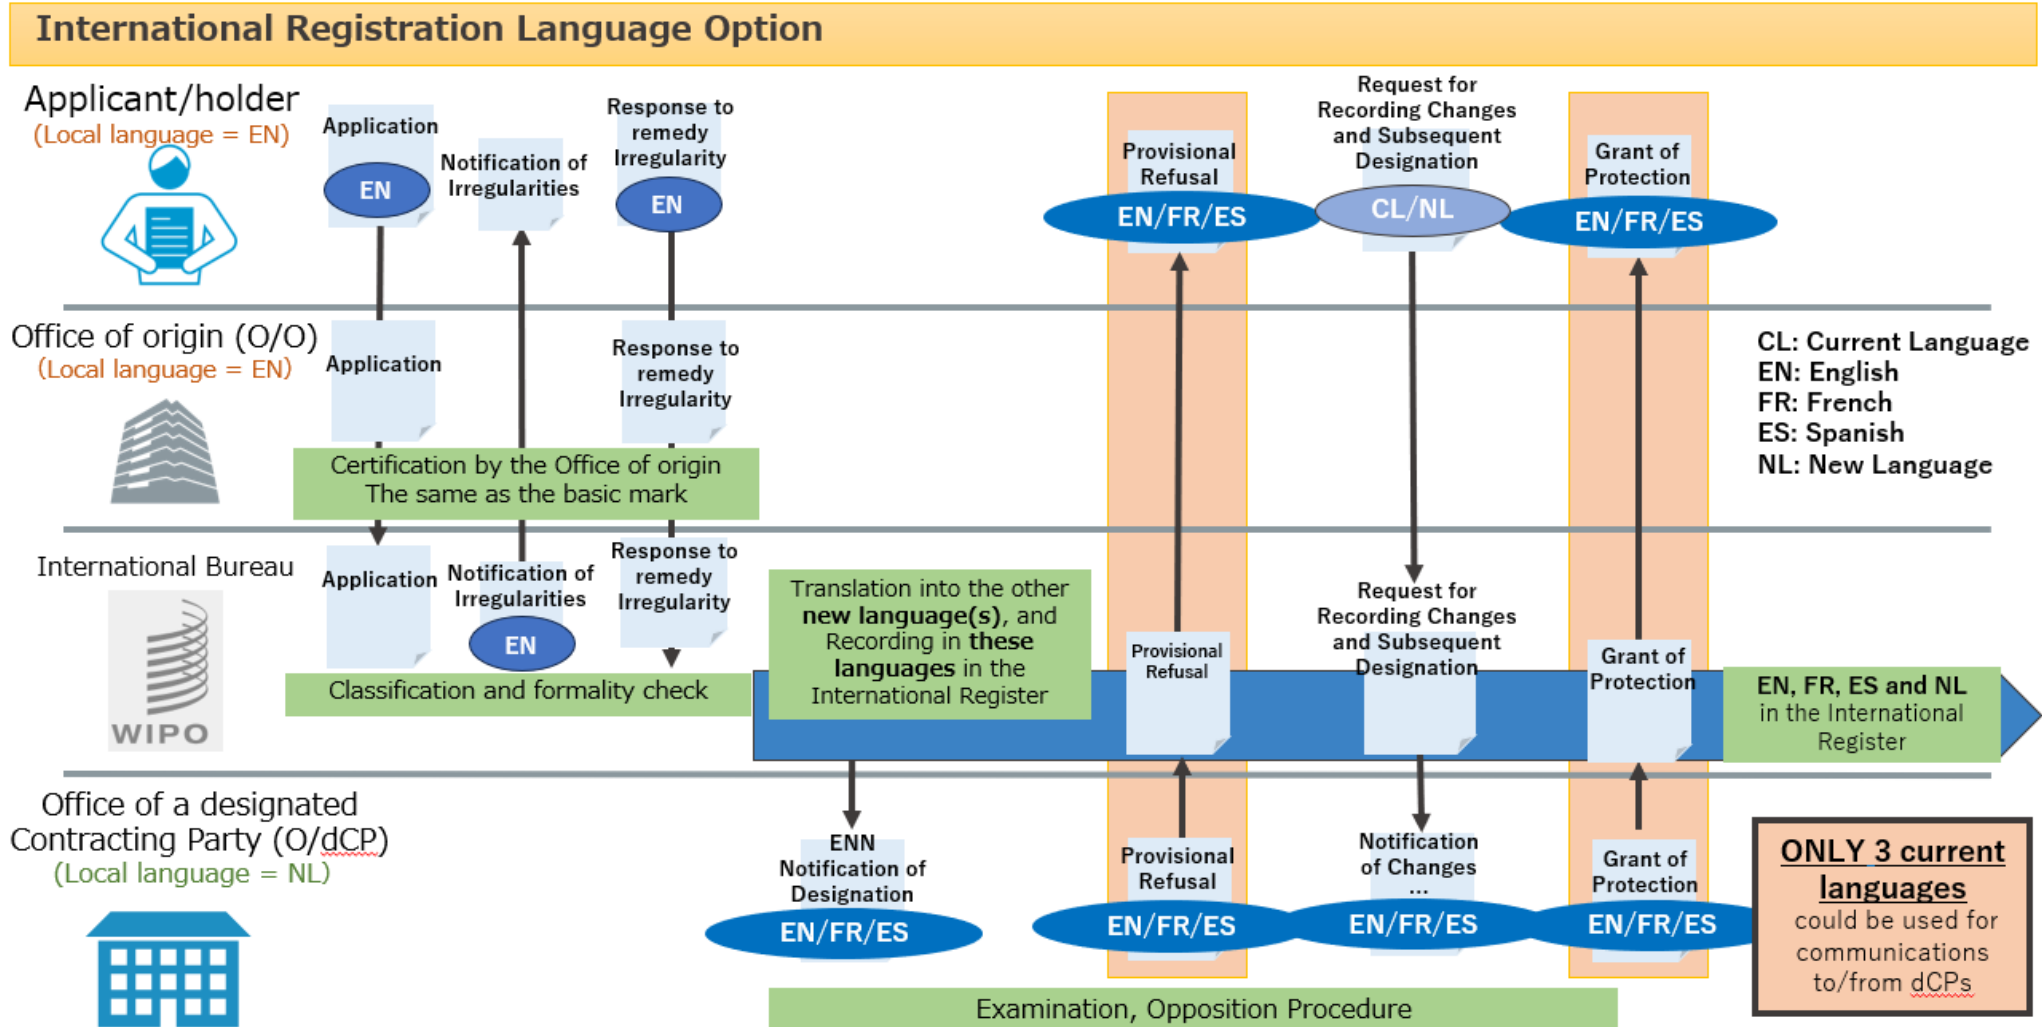 International Registration Language Option
Applicant/holder
(Local language = EN)
Application
EN
Notification of
Irregularities
Response to
remedy
Irregularity
EN
Provisional
Refusal
EN/FR/ES
Request for
Recording Changes
and Subsequent
Designation
CL/NL
Grant of
Protection
EN/FR/ES
Office of origin (O/O)
(Local language = EN)
Application
Response to
remedy
Irregularity
Certification by the Office of origin
The same as the basic mark
CL: Current Language
EN: English
FR: French
ES: Spanish
NL: New Language
International Bureau
WIPO
Application
Notification of
Irregularities
EN
Response to
remedy
Irregularity
Classification and formality check
Translation into the other
new language(s), and
Recording in these
languages in the
International Register
Provisional
Refusal
Request for
Recording Changes
and Subsequent
Designation
Grant of
Protection
EN, FR, ES and NL
in the International
Register
Office of a designated
Contracting Party (O/dCP)
(Local language = NL)
ENN
Notification of
Designation
EN/FR/ES
Provisional
Refusal
EN/FR/ES
Notification
of Changes
...
EN/FR/ES
Grant of
Protection
EN/FR/ES
ONLY 3 current
languages
could be used for
communications
to/from dCPs
Examination, Opposition Procedure